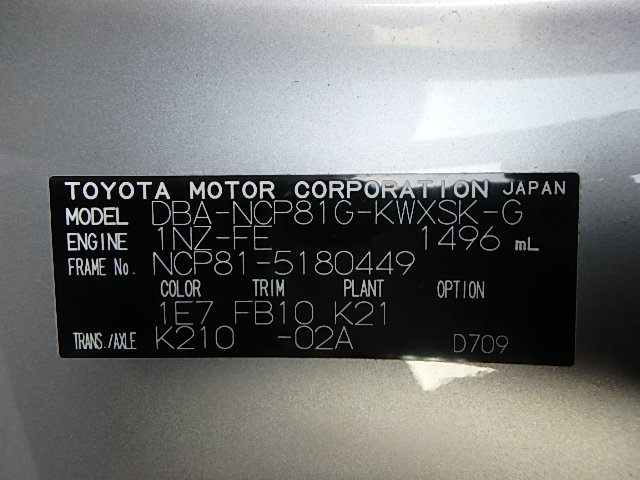 TOYOTA MOTOR CORPORATION JAPAN
MODEL DBA-NCP81G-KWXSK-G
ENGINE 1NZ-FE 1496 mL
FRAME No. NCP81-5180449
COLOR TRIM PLANT OPTION
1E7 FB10 K21
TRANS./AXLE K210 -02A D709